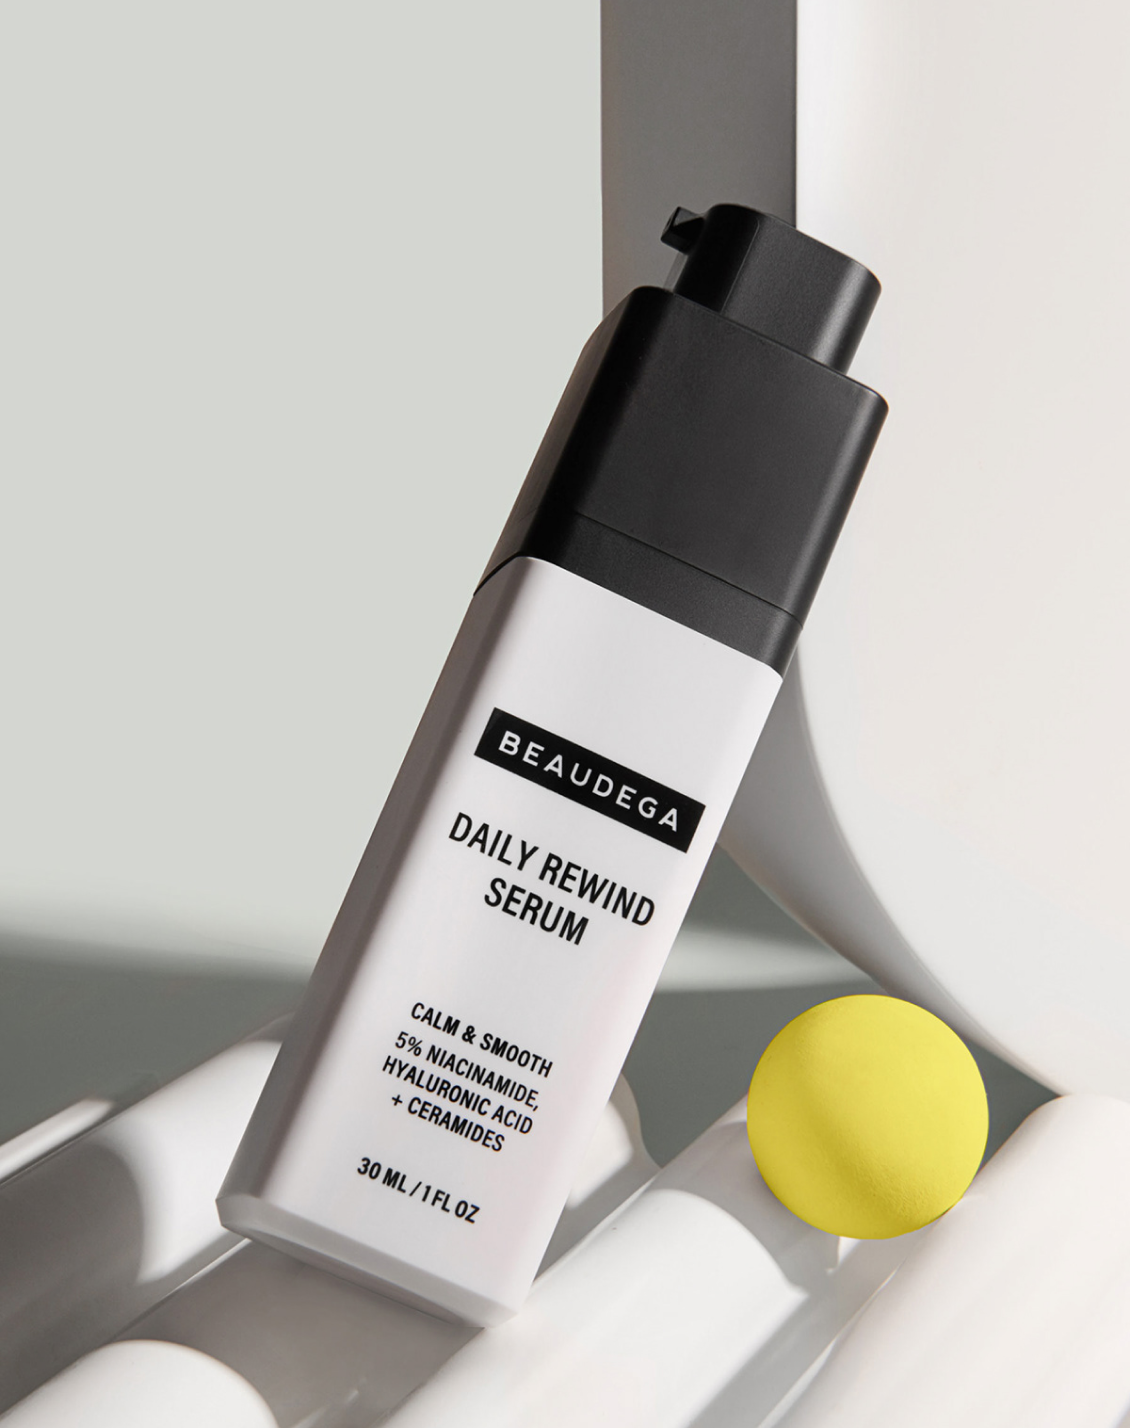 BEAUDEGA
DAILY REWIND
SERUM
CALM & SMOOTH
5% NIACINAMIDE,
HYALURONIC ACID
+ CERAMIDES
30 ML / 1 FL OZ